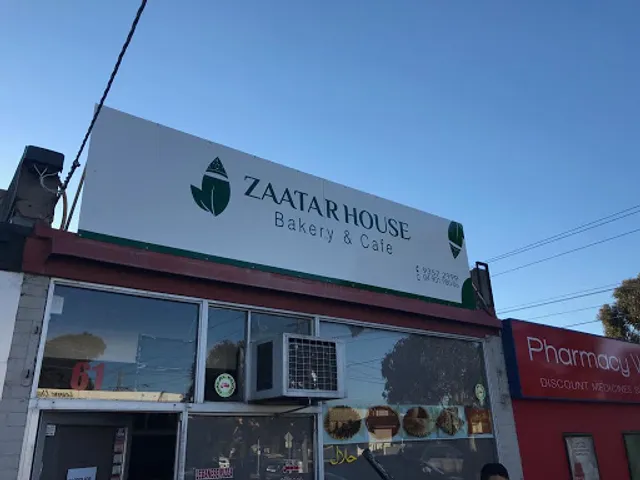 ZAATAR HOUSE
Bakery & Cafe
61
حلال
Pharmacy
DISCOUNT MEDICINES